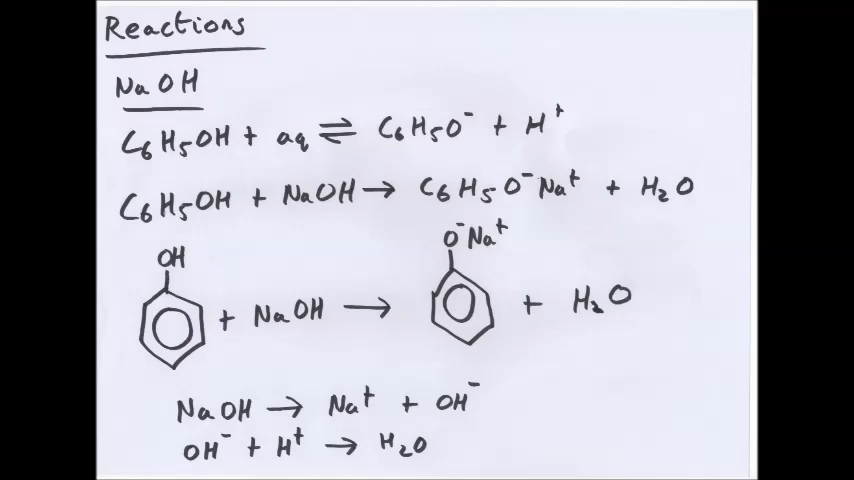 Reactions
NaOH
C₆H₅OH + aq ⇌ C₆H₅O⁻ + H⁺
C₆H₅OH + NaOH → C₆H₅O⁻Na⁺ + H₂O
OH
O⁻Na⁺
+ NaOH → + H₂O
NaOH → Na⁺ + OH⁻
OH⁻ + H⁺ → H₂O